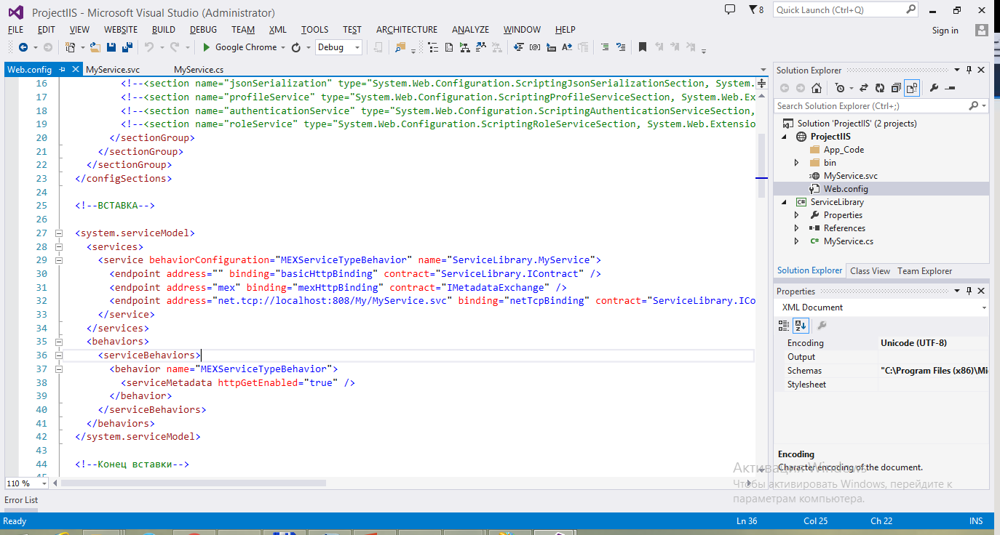 ProjectIIS - Microsoft Visual Studio (Administrator)
8
Quick Launch (Ctrl+Q)
FILE EDIT VIEW WEBSITE BUILD DEBUG TEAM XML TOOLS TEST ARCHITECTURE ANALYZE WINDOW HELP
Sign in
Google Chrome
Debug
Web.config MyService.svc MyService.cs
16 <!--<section name="jsonSerialization" type="System.Web.Configuration.ScriptingJsonSerializationSection, System.
17 <!--<section name="profileService" type="System.Web.Configuration.ScriptingProfileServiceSection, System.Web.Ex
18 <!--<section name="authenticationService" type="System.Web.Configuration.ScriptingAuthenticationServiceSection,
19 <!--<section name="roleService" type="System.Web.Configuration.ScriptingRoleServiceSection, System.Web.Extensio
20 </sectionGroup>
21 </sectionGroup>
22 </sectionGroup>
23 </configSections>
24
25 <!--ВСТАВКА-->
26
27 <system.serviceModel>
28 <services>
29 <service behaviorConfiguration="MEXServiceTypeBehavior" name="ServiceLibrary.MyService">
30 <endpoint address="" binding="basicHttpBinding" contract="ServiceLibrary.IContract" />
31 <endpoint address="mex" binding="mexHttpBinding" contract="IMetadataExchange" />
32 <endpoint address="net.tcp://localhost:808/My/MyService.svc" binding="netTcpBinding" contract="ServiceLibrary.ICo
33 </service>
34 </services>
35 <behaviors>
36 <serviceBehaviors>
37 <behavior name="MEXServiceTypeBehavior">
38 <serviceMetadata httpGetEnabled="true" />
39 </behavior>
40 </serviceBehaviors>
41 </behaviors>
42 </system.serviceModel>
43
44 <!--Конец вставки-->
110 %
Solution Explorer
Search Solution Explorer (Ctrl+;)
Solution 'ProjectIIS' (2 projects)
ProjectIIS
App_Code
bin
MyService.svc
Web.config
C# ServiceLibrary
Properties
References
C# MyService.cs
Solution Explorer Class View Team Explorer
Properties
XML Document
Encoding Unicode (UTF-8)
Output
Schemas "C:\Program Files (x86)\Mi
Stylesheet
Encoding
Character encoding of the document.
Активация Windows
Чтобы активировать Windows, перейдите к
параметрам компьютера.
Error List
Ready Ln 36 Col 25 Ch 22 INS